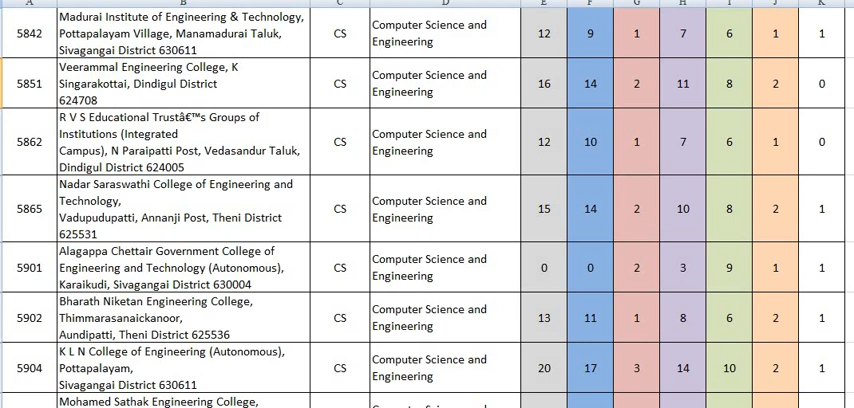 A B C D E F G H I J K
5842
Madurai Institute of Engineering & Technology,
Pottapalayam Village, Manamadurai Taluk,
Sivagangai District 630611
CS
Computer Science and
Engineering
12 9 1 7 6 1 1
5851
Veerammal Engineering College, K
Singarakottai, Dindigul District
624708
CS
Computer Science and
Engineering
16 14 2 11 8 2 0
5862
R V S Educational Trustâ€™s Groups of
Institutions (Integrated
Campus), N Paraipatti Post, Vedasandur Taluk,
Dindigul District 624005
CS
Computer Science and
Engineering
12 10 1 7 6 1 0
5865
Nadar Saraswathi College of Engineering and
Technology,
Vadupudupatti, Annanji Post, Theni District
625531
CS
Computer Science and
Engineering
15 14 2 10 8 2 1
5901
Alagappa Chettair Government College of
Engineering and Technology (Autonomous),
Karaikudi, Sivagangai District 630004
CS
Computer Science and
Engineering
0 0 2 3 9 1 1
5902
Bharath Niketan Engineering College,
Thimmarasanaickanoor,
Aundipatti, Theni District 625536
CS
Computer Science and
Engineering
13 11 1 8 6 2 1
5904
K L N College of Engineering (Autonomous),
Pottapalayam,
Sivagangai District 630611
CS
Computer Science and
Engineering
20 17 3 14 10 2 1
Mohamed Sathak Engineering College,